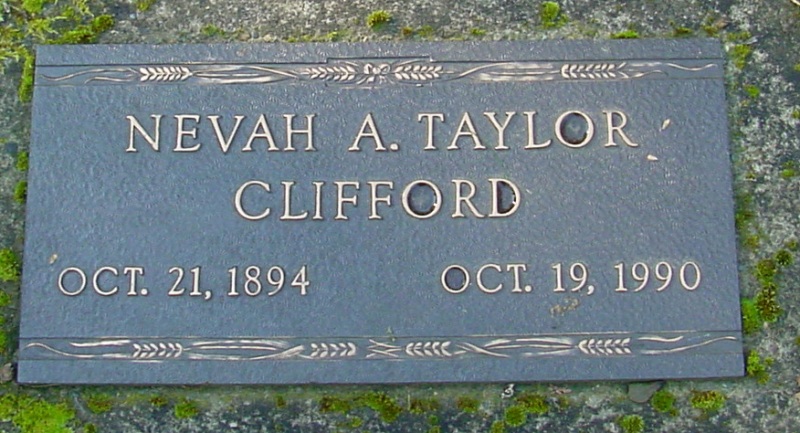 NEVAH A. TAYLOR
CLIFFORD
OCT. 21, 1894 OCT. 19, 1990